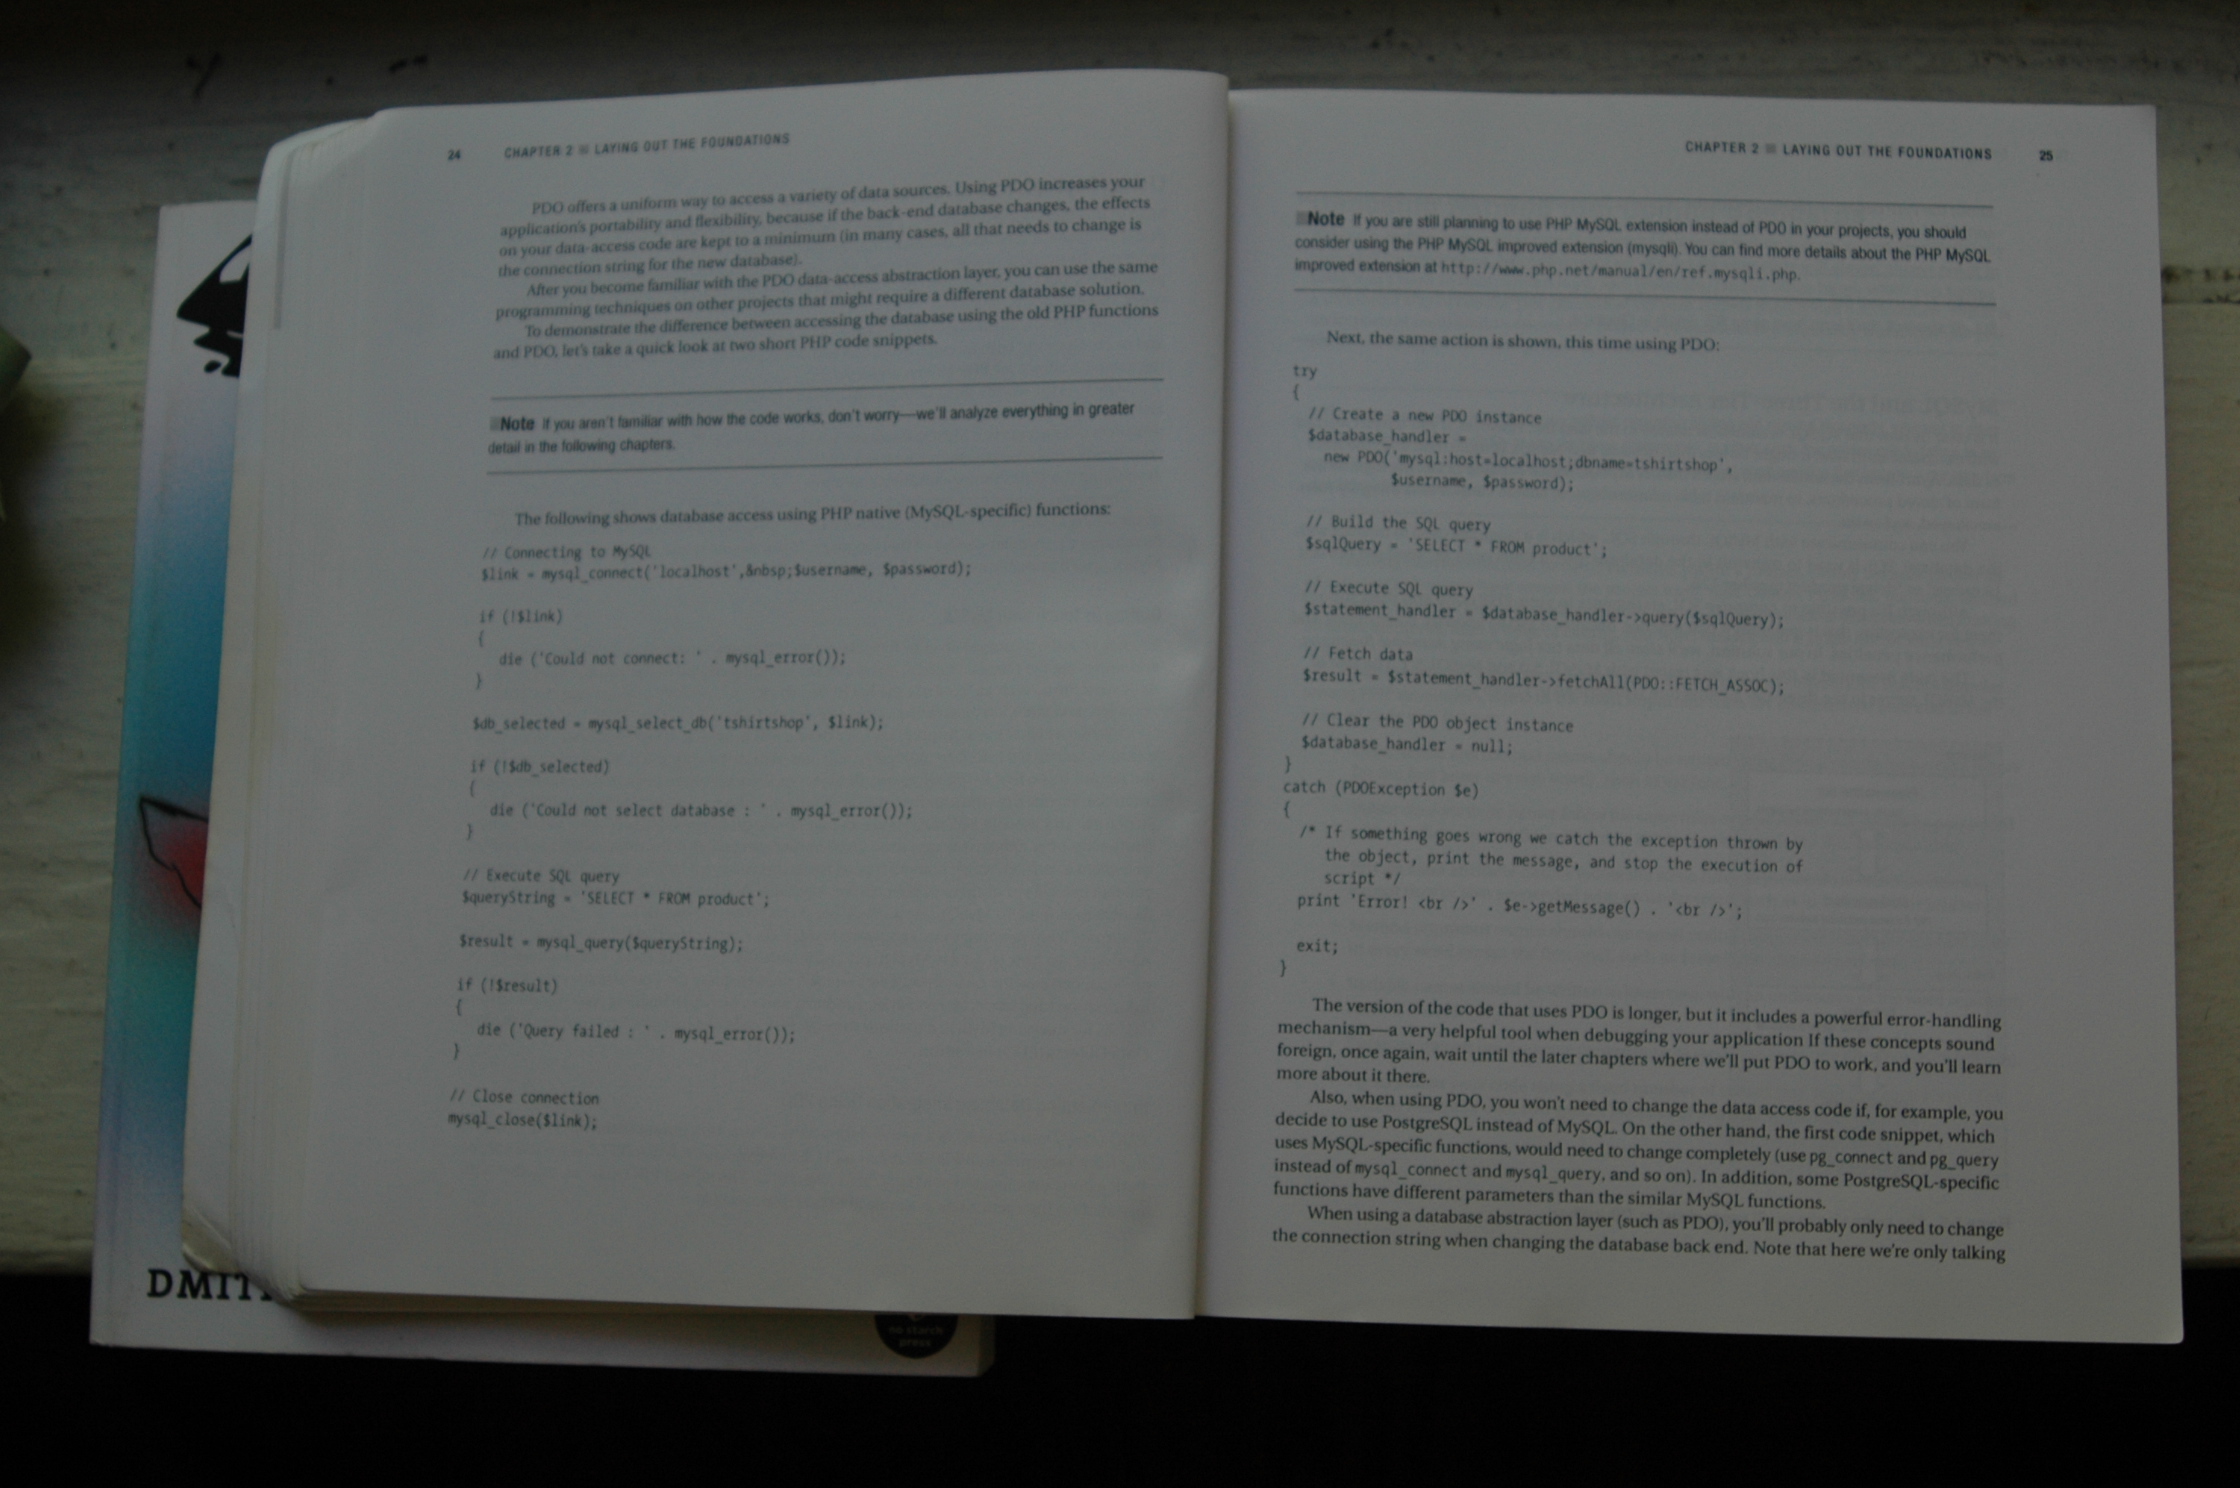 24
CHAPTER 2 ■ LAYING OUT THE FOUNDATIONS
PDO offers a uniform way to access a variety of data sources. Using PDO increases your
application's portability and flexibility, because if the back-end database changes, the effects
on your data-access code are kept to a minimum (in many cases, all that needs to change is
the connection string for the new database).
After you become familiar with the PDO data-access abstraction layer, you can use the same
programming techniques on other projects that might require a different database solution.
To demonstrate the difference between accessing the database using the old PHP functions
and PDO, let's take a quick look at two short PHP code snippets.
■Note If you aren't familiar with how the code works, don't worry—we'll analyze everything in greater
detail in the following chapters.
The following shows database access using PHP native (MySQL-specific) functions:
// Connecting to MySQL
$link = mysql_connect('localhost',&nbsp;$username, $password);
if (!$link)
{
die ('Could not connect: ' . mysql_error());
}
$db_selected = mysql_select_db('tshirtshop', $link);
if (!$db_selected)
{
die ('Could not select database : ' . mysql_error());
}
// Execute SQL query
$queryString = 'SELECT * FROM product';
$result = mysql_query($queryString);
if (!$result)
{
die ('Query failed : ' . mysql_error());
}
// Close connection
mysql_close($link);
CHAPTER 2 ■ LAYING OUT THE FOUNDATIONS
25
■Note If you are still planning to use PHP MySQL extension instead of PDO in your projects, you should
consider using the PHP MySQL improved extension (mysqli). You can find more details about the PHP MySQL
improved extension at http://www.php.net/manual/en/ref.mysqli.php.
Next, the same action is shown, this time using PDO:
try
{
// Create a new PDO instance
$database_handler =
new PDO('mysql:host=localhost;dbname=tshirtshop',
$username, $password);
// Build the SQL query
$sqlQuery = 'SELECT * FROM product';
// Execute SQL query
$statement_handler = $database_handler->query($sqlQuery);
// Fetch data
$result = $statement_handler->fetchAll(PDO::FETCH_ASSOC);
// Clear the PDO object instance
$database_handler = null;
}
catch (PDOException $e)
{
/* If something goes wrong we catch the exception thrown by
the object, print the message, and stop the execution of
script */
print 'Error! <br />' . $e->getMessage() . '<br />';
exit;
}
The version of the code that uses PDO is longer, but it includes a powerful error-handling
mechanism—a very helpful tool when debugging your application If these concepts sound
foreign, once again, wait until the later chapters where we'll put PDO to work, and you'll learn
more about it there.
Also, when using PDO, you won't need to change the data access code if, for example, you
decide to use PostgreSQL instead of MySQL. On the other hand, the first code snippet, which
uses MySQL-specific functions, would need to change completely (use pg_connect and pg_query
instead of mysql_connect and mysql_query, and so on). In addition, some PostgreSQL-specific
functions have different parameters than the similar MySQL functions.
When using a database abstraction layer (such as PDO), you'll probably only need to change
the connection string when changing the database back end. Note that here we're only talking
no starch
press